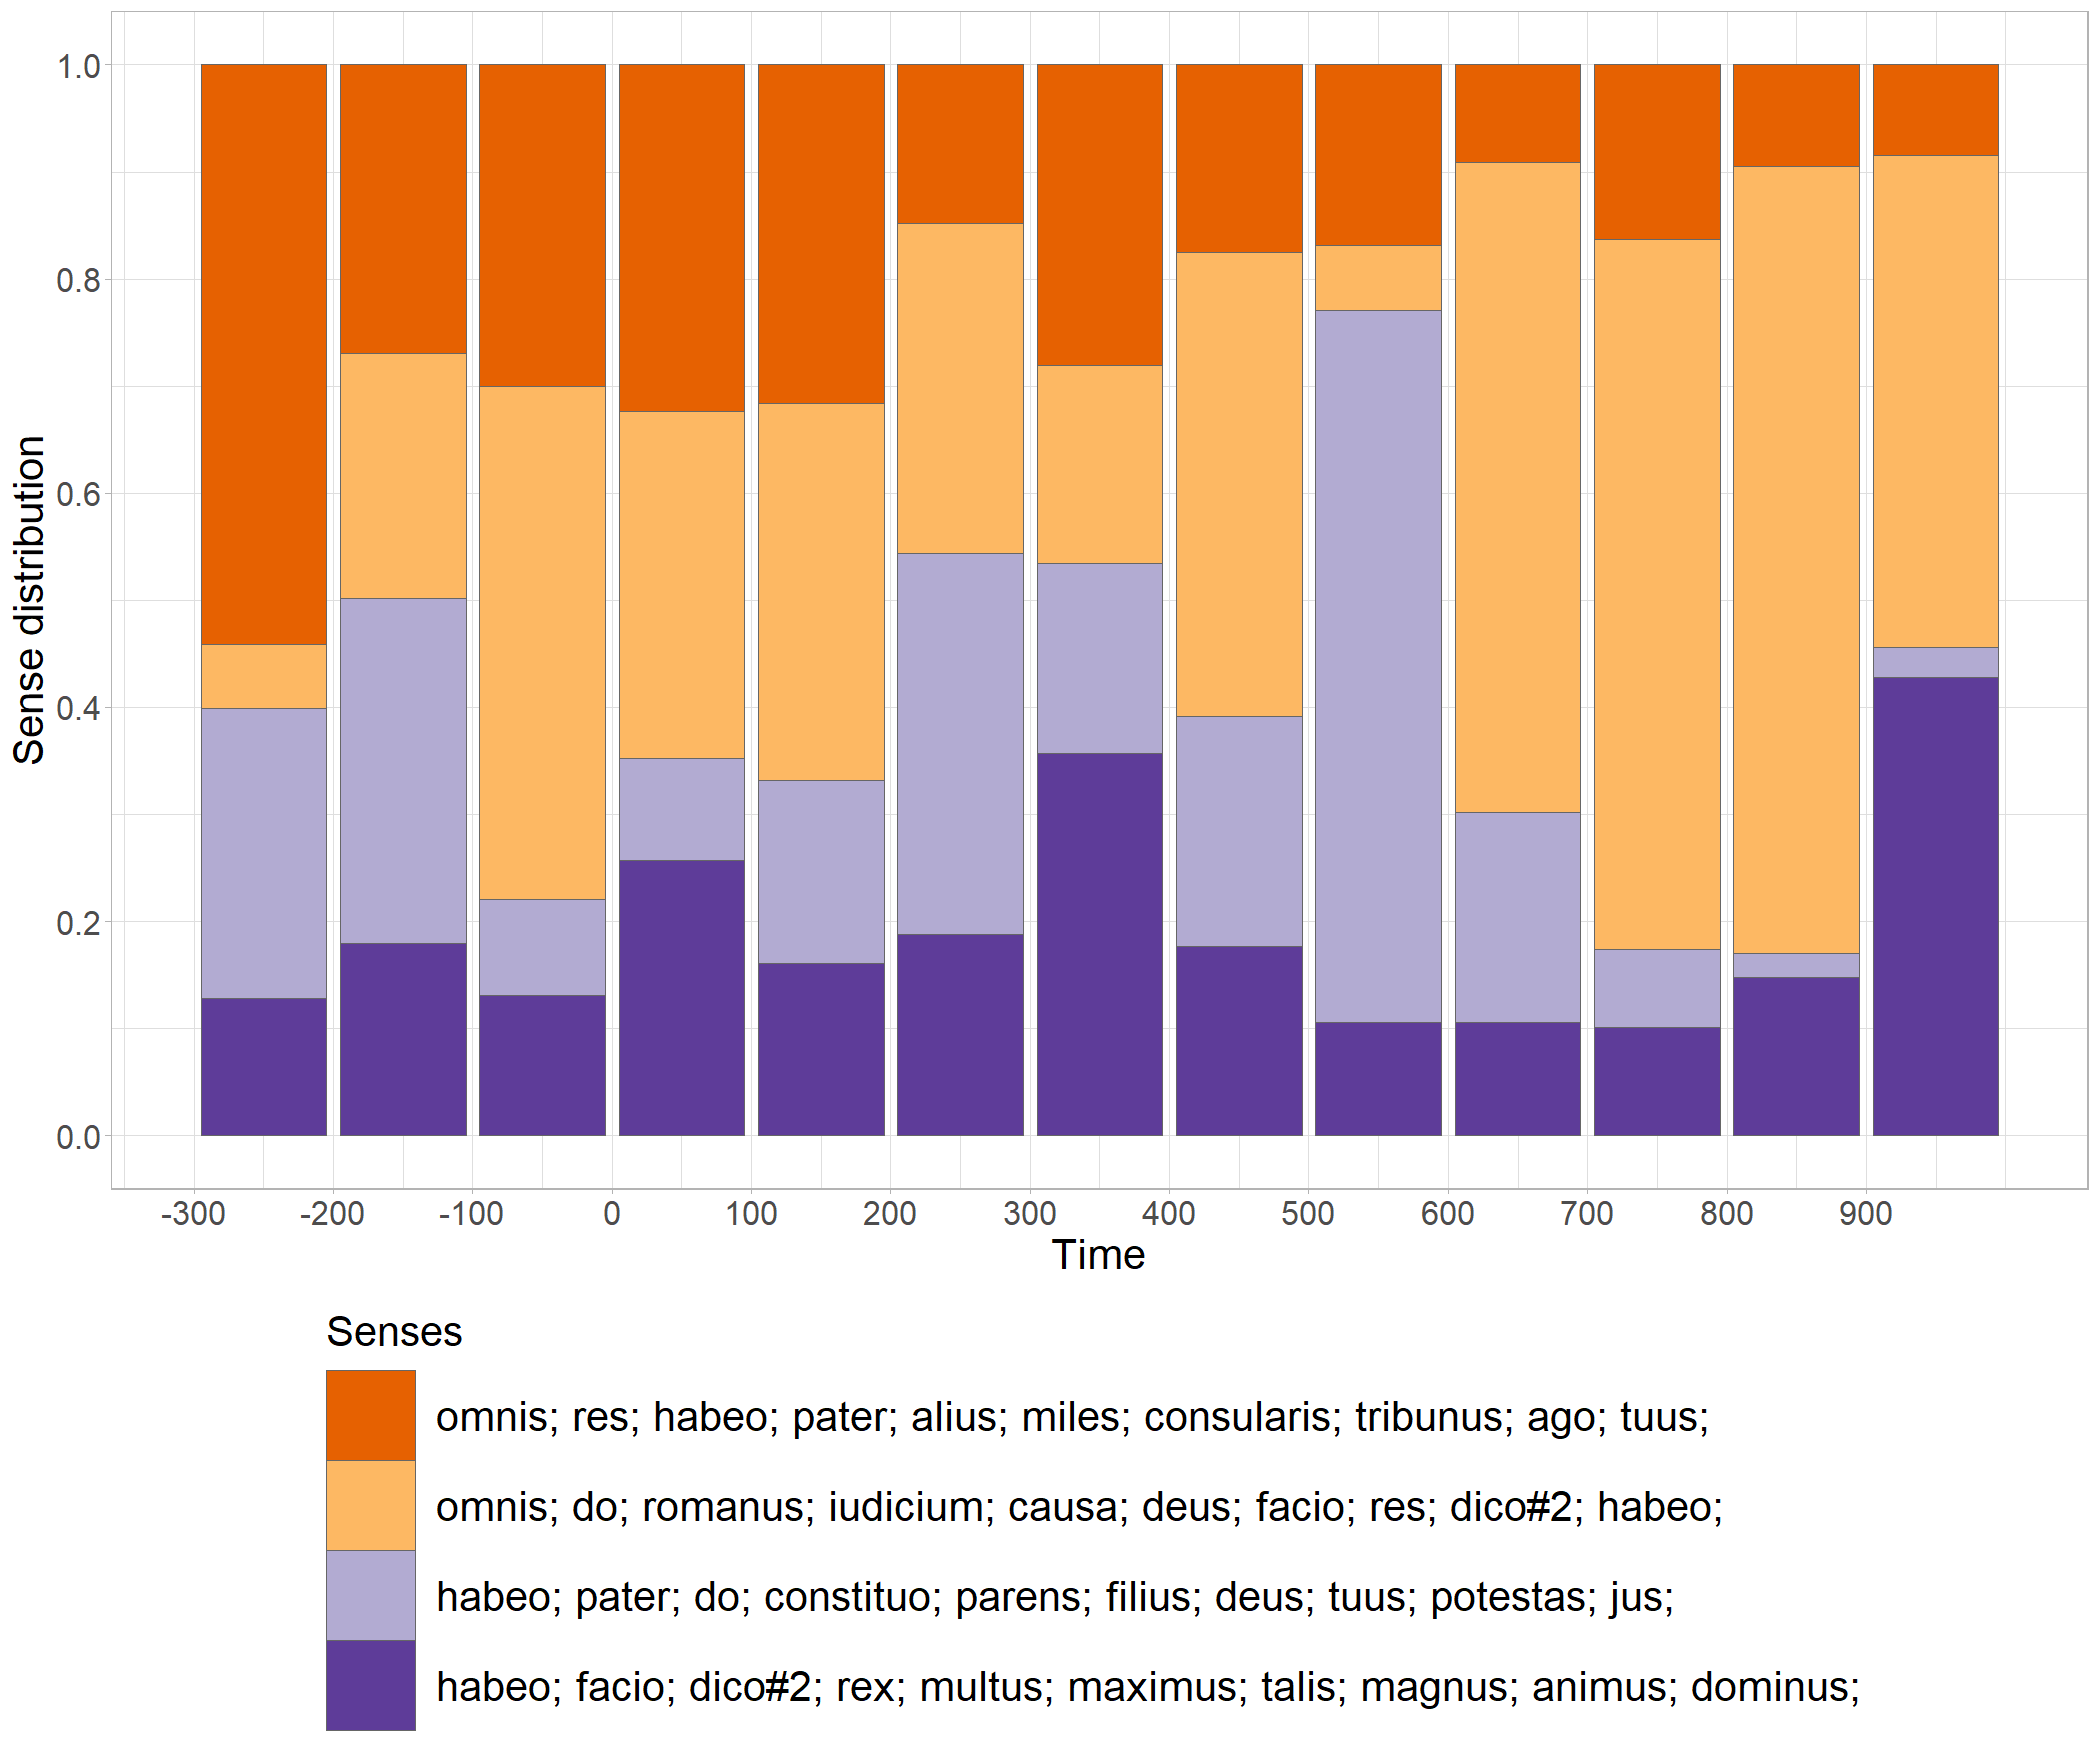 1.0
0.8
0.6
0.4
0.2
0.0
Sense distribution
-300 -200 -100 0 100 200 300 400 500 600 700 800 900
Time
Senses
omnis; res; habeo; pater; alius; miles; consularis; tribunus; ago; tuus;
omnis; do; romanus; iudicium; causa; deus; facio; res; dico#2; habeo;
habeo; pater; do; constituo; parens; filius; deus; tuus; potestas; jus;
habeo; facio; dico#2; rex; multus; maximus; talis; magnus; animus; dominus;